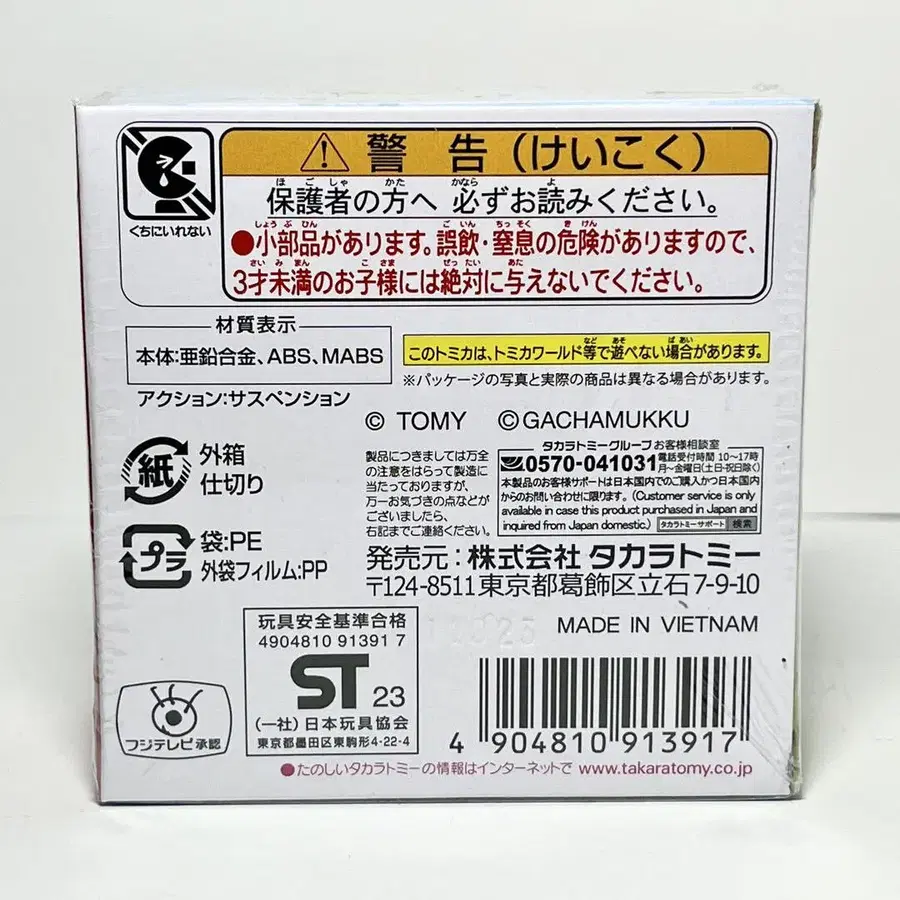 くちにいれない
警告(けいこく)
保護者の方へ 必ずお読みください。
●小部品があります。誤飲・窒息の危険がありますので、
3才未満のお子様には絶対に与えないでください。
材質表示
本体:亜鉛合金、ABS、MABS
アクション:サスペンション
このトミカは、トミカワールド等で遊べない場合があります。
※パッケージの写真と実際の商品は異なる場合があります。
© TOMY ©GACHAMUKKU
紙
外箱
仕切り
プラ
袋:PE
外袋フィルム:PP
製品につきましては万全
の注意をはらって製造に
当たっておりますが、
万一お気づきの点などが
ございましたら、
右記までご連絡ください。
タカラトミーグループ お客様相談室
0570-041031
電話受付時間 10〜17時
月〜金曜日(土・日・祝日除く)
本製品のお客様サポートは日本国内でのご購入かつ日本国内
からのお問い合わせに限ります。(Customer service is only
available in case this product purchased in Japan and
inquired from Japan domestic.)
タカラトミーサポート 検索
発売元:株式会社 タカラトミー
〒124-8511 東京都葛飾区立石7-9-10
MADE IN VIETNAM
玩具安全基準合格
4904810 91391 7
ST 23
(一社)日本玩具協会
東京都墨田区東駒形4-22-4
フジテレビ承認
4 904810 913917
●たのしいタカラトミーの情報はインターネットで www.takaratomy.co.jp